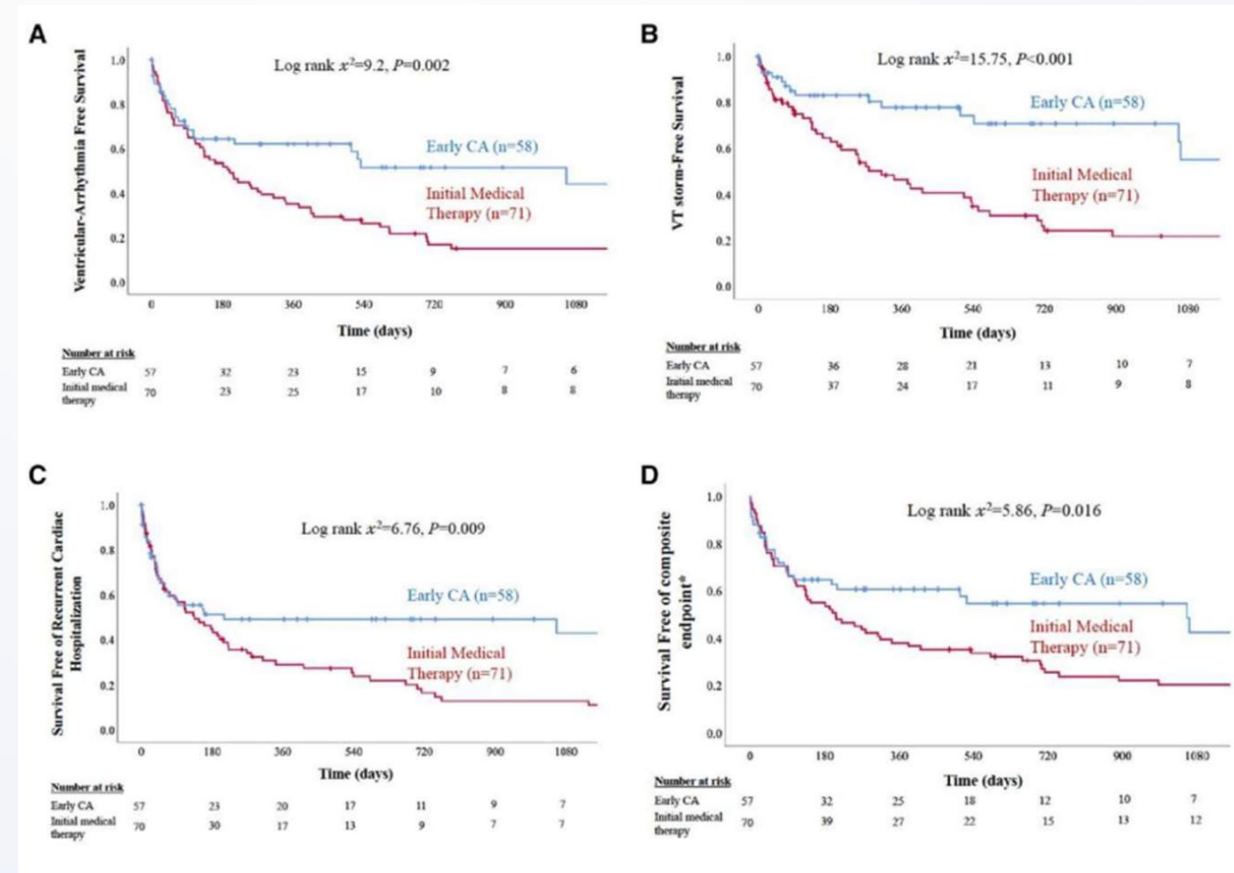 A
Ventricular-Arrhythmia Free Survival
Log rank x²=9.2, P=0.002
1.0
0.8
0.6
0.4
0.2
0.0
Early CA (n=58)
Initial Medical
Therapy (n=71)
0 180 360 540 720 900 1080
Time (days)
Number at risk
Early CA 57 32 23 15 9 7 6
Initial medical
therapy 70 23 25 17 10 8 8
B
VT storm-Free Survival
Log rank x²=15.75, P<0.001
1.0
0.8
0.6
0.4
0.2
0.0
Early CA (n=58)
Initial Medical
Therapy (n=71)
0 180 360 540 720 900 1080
Time (days)
Number at risk
Early CA 57 36 28 21 13 10 7
Initial medical
therapy 70 37 24 17 11 9 8
C
Survival Free of Recurrent Cardiac
Hospitalization
Log rank x²=6.76, P=0.009
1.0
0.8
0.6
0.4
0.2
0.0
Early CA (n=58)
Initial Medical
Therapy (n=71)
0 180 360 540 720 900 1080
Time (days)
Number at risk
Early CA 57 23 20 17 11 9 7
Initial medical
therapy 70 30 17 13 9 7 7
D
Survival Free of composite
endpoint*
Log rank x²=5.86, P=0.016
1.0
0.8
0.6
0.4
0.2
0.0
Early CA (n=58)
Initial Medical
Therapy (n=71)
0 180 360 540 720 900 1080
Time (days)
Number at risk
Early CA 57 32 25 18 12 10 7
Initial medical
therapy 70 39 27 22 15 13 12